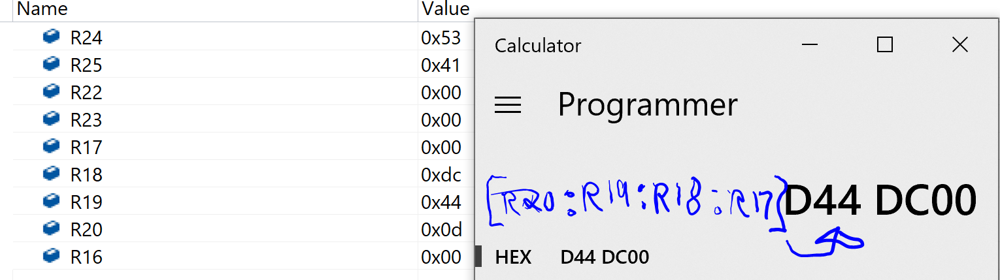 Name Value
R24 0x53
R25 0x41
R22 0x00
R23 0x00
R17 0x00
R18 0xdc
R19 0x44
R20 0x0d
R16 0x00
Calculator
Programmer
[R20:R19:R18:R17] D44 DC00
HEX D44 DC00